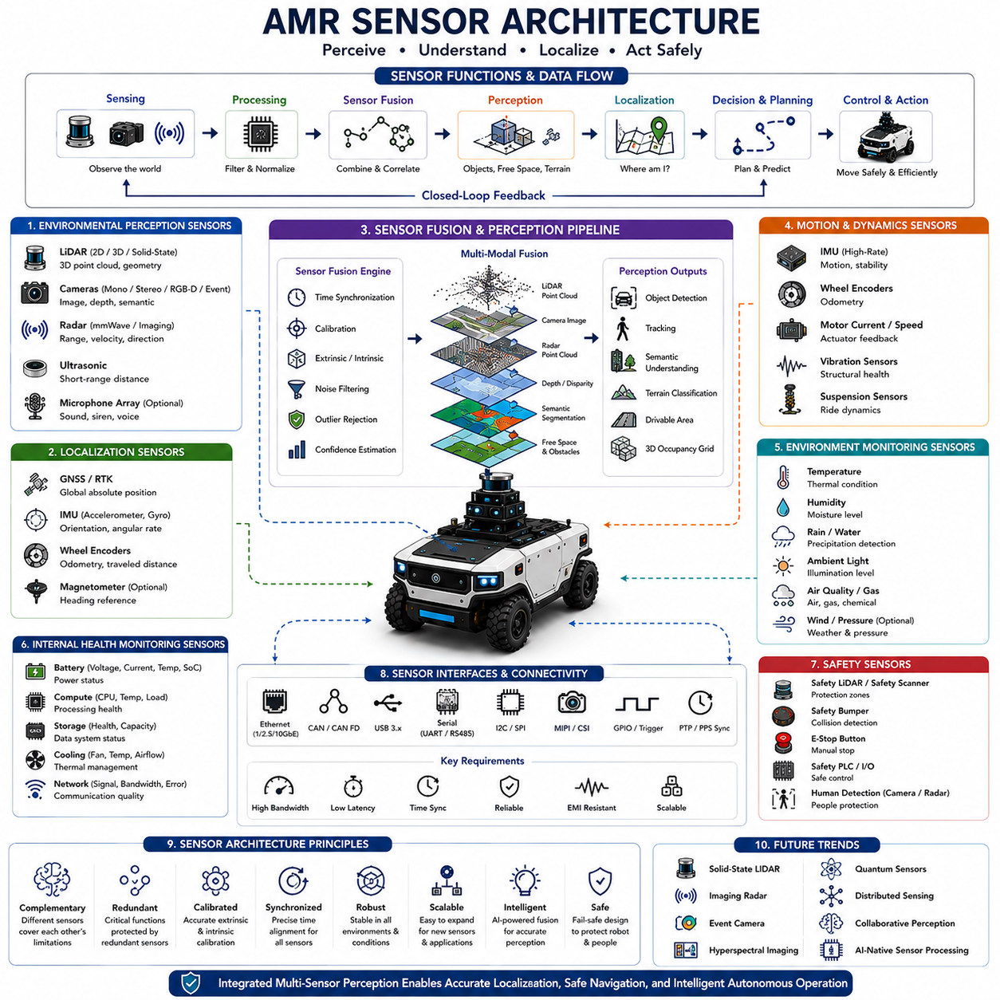 AMR SENSOR ARCHITECTURE
Perceive • Understand • Localize • Act Safely
SENSOR FUNCTIONS & DATA FLOW
Sensing
Processing
Sensor Fusion
Perception
Localization
Decision & Planning
Control & Action
Observe the world
Filter & Normalize
Combine & Correlate
Objects, Free Space, Terrain
Where am I?
Plan & Predict
Move Safely & Efficiently
Closed-Loop Feedback
1. ENVIRONMENTAL PERCEPTION SENSORS
LiDAR (2D / 3D / Solid-State)
3D point cloud, geometry
Cameras (Mono / Stereo / RGB-D / Event)
Image, depth, semantic
Radar (mmWave / Imaging)
Range, velocity, direction
Ultrasonic
Short-range distance
Microphone Array (Optional)
Sound, siren, voice
2. LOCALIZATION SENSORS
GNSS / RTK
Global absolute position
IMU (Accelerometer, Gyro)
Orientation, angular rate
Wheel Encoders
Odometry, traveled distance
Magnetometer (Optional)
Heading reference
3. SENSOR FUSION & PERCEPTION PIPELINE
Sensor Fusion Engine
Time Synchronization
Calibration
Extrinsic / Intrinsic
Noise Filtering
Outlier Rejection
Confidence Estimation
Multi-Modal Fusion
LiDAR
Point Cloud
Camera Image
Radar
Point Cloud
Depth / Disparity
Semantic
Segmentation
Free Space
& Obstacles
Perception Outputs
Object Detection
Tracking
Semantic
Understanding
Terrain Classification
Drivable Area
3D Occupancy Grid
4. MOTION & DYNAMICS SENSORS
IMU (High-Rate)
Motion, stability
Wheel Encoders
Odometry
Motor Current / Speed
Actuator feedback
Vibration Sensors
Structural health
Suspension Sensors
Ride dynamics
5. ENVIRONMENT MONITORING SENSORS
Temperature
Thermal condition
Humidity
Moisture level
Rain / Water
Precipitation detection
Ambient Light
Illumination level
Air Quality / Gas
Air, gas, chemical
Wind / Pressure (Optional)
Weather & pressure
6. INTERNAL HEALTH MONITORING SENSORS
Battery (Voltage, Current, Temp, SoC)
Power status
Compute (CPU, Temp, Load)
Processing health
Storage (Health, Capacity)
Data system status
Cooling (Fan, Temp, Airflow)
Thermal management
Network (Signal, Bandwidth, Error)
Communication quality
7. SAFETY SENSORS
Safety LiDAR / Safety Scanner
Protection zones
Safety Bumper
Collision detection
E-Stop Button
Manual stop
Safety PLC / I/O
Safe control
Human Detection (Camera / Radar)
People protection
8. SENSOR INTERFACES & CONNECTIVITY
Ethernet
(1/2.5/10GbE)
CAN / CAN FD
USB 3.x
Serial
(UART / RS485)
I2C / SPI
MIPI / CSI
GPIO / Trigger
PTP / PPS Sync
Key Requirements
High Bandwidth
Low Latency
Time Sync
Reliable
EMI Resistant
Scalable
9. SENSOR ARCHITECTURE PRINCIPLES
Complementary
Different sensors
cover each other's
limitations
Redundant
Critical functions
protected by
redundant sensors
Calibrated
Accurate extrinsic
& intrinsic
calibration
Synchronized
Precise time
alignment for
all sensors
Robust
Stable in all
environments &
conditions
Scalable
Easy to expand
for new sensors
& applications
Intelligent
AI-powered fusion
for accurate
perception
Safe
Fail-safe design
to protect robot
& people
10. FUTURE TRENDS
Solid-State LiDAR
Imaging Radar
Event Camera
Hyperspectral Imaging
Quantum Sensors
Distributed Sensing
Collaborative Perception
AI-Native Sensor Processing
Integrated Multi-Sensor Perception Enables Accurate Localization, Safe Navigation, and Intelligent Autonomous Operation